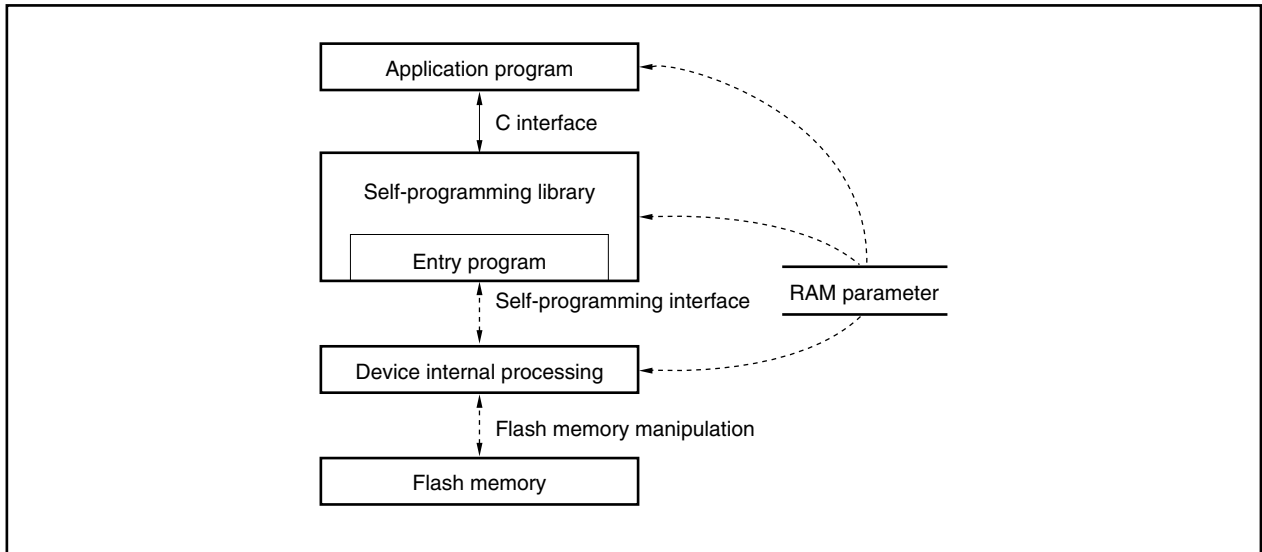 Application program
C interface
Self-programming library
Entry program
Self-programming interface
RAM parameter
Device internal processing
Flash memory manipulation
Flash memory